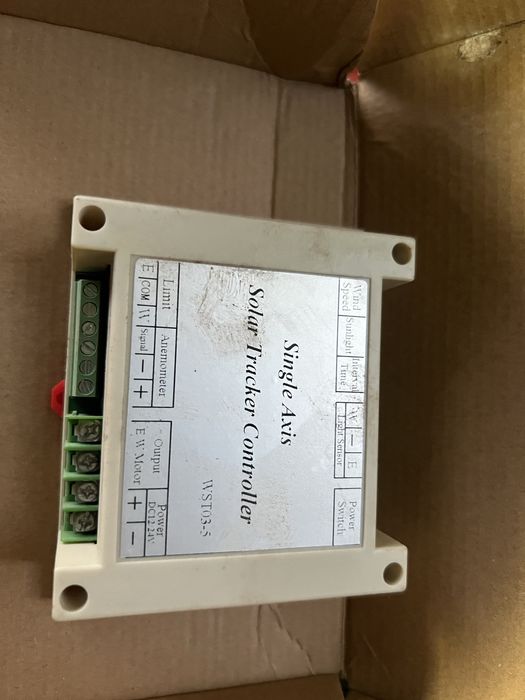 Wind Speed
Sunlight
Interval Time
W — E
Light Sensor
Power Switch
Single Axis
Solar Tracker Controller
WST03-5
Limit
E COM W
Anemometer
Signal — +
Output
E W Motor
Power
DC12 24V
+ —